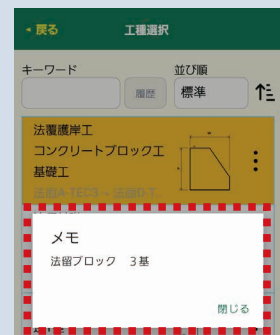 戻る
工種選択
キーワード
並び順
履歴
標準
法覆護岸工
コンクリートブロック工
基礎工
メモ
法留ブロック　3基
閉じる